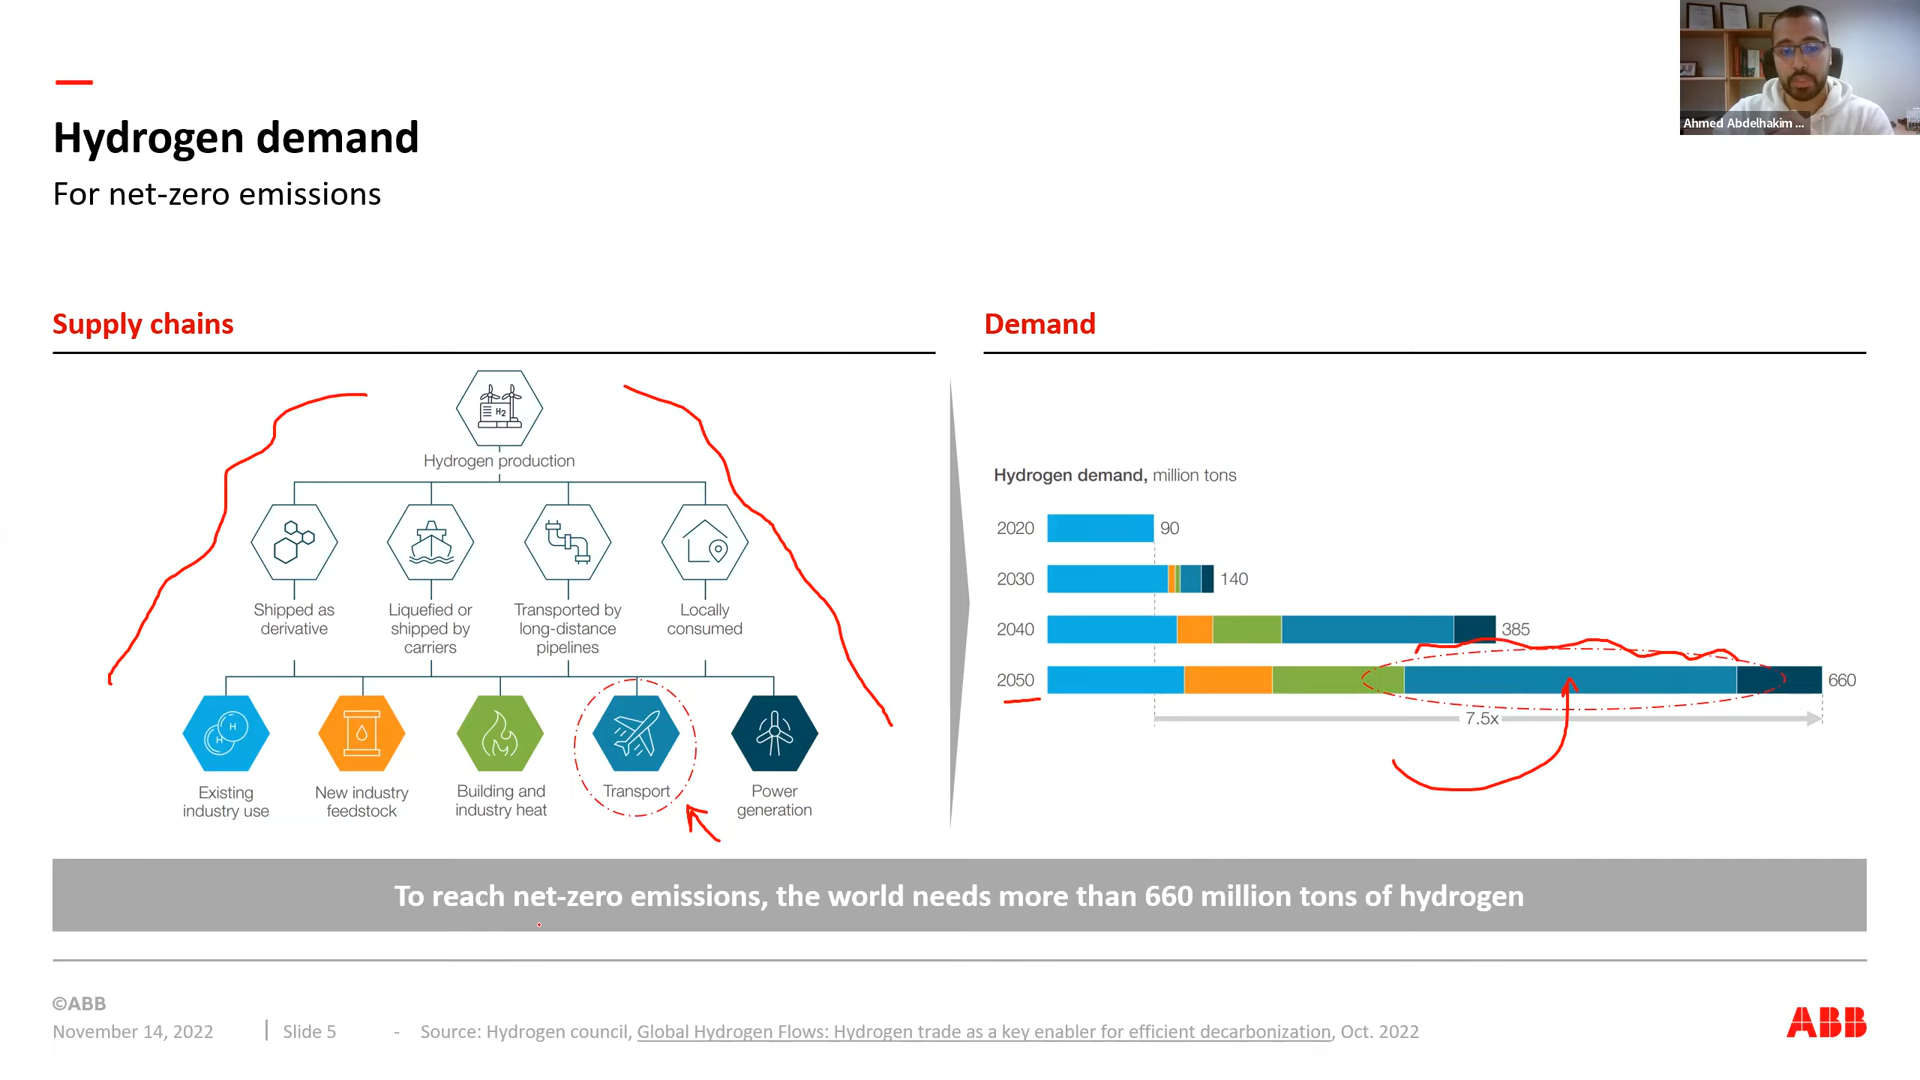 Ahmed Abdelhakim ...
Hydrogen demand
For net-zero emissions
Supply chains
H2
Hydrogen production
Shipped as
derivative
Liquefied or
shipped by
carriers
Transported by
long-distance
pipelines
Locally
consumed
H
H
Existing
industry use
New industry
feedstock
Building and
industry heat
Transport
Power
generation
Demand
Hydrogen demand, million tons
2020 90
2030 140
2040 385
2050 660
7.5x
To reach net-zero emissions, the world needs more than 660 million tons of hydrogen
©ABB
November 14, 2022 | Slide 5 - Source: Hydrogen council, Global Hydrogen Flows: Hydrogen trade as a key enabler for efficient decarbonization, Oct. 2022
ABB